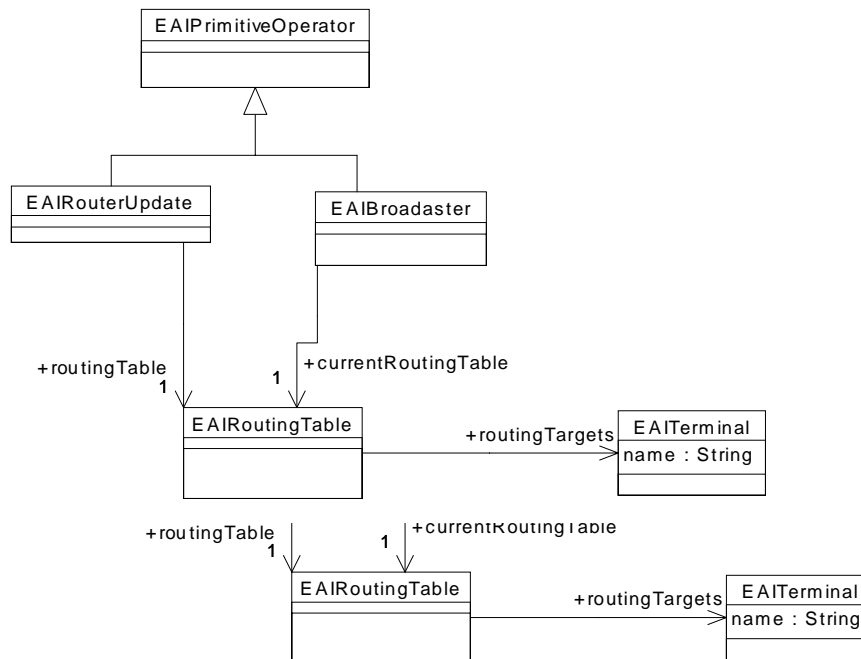 EAIPrimitiveOperator
EAIRouterUpdate
EAIBroadaster
+routingTable
1
1
+currentRoutingTable
EAIRoutingTable
+routingTargets
EAITerminal
name : String
+routingTable
1
1
+currentRoutingTable
EAIRoutingTable
+routingTargets
EAITerminal
name : String